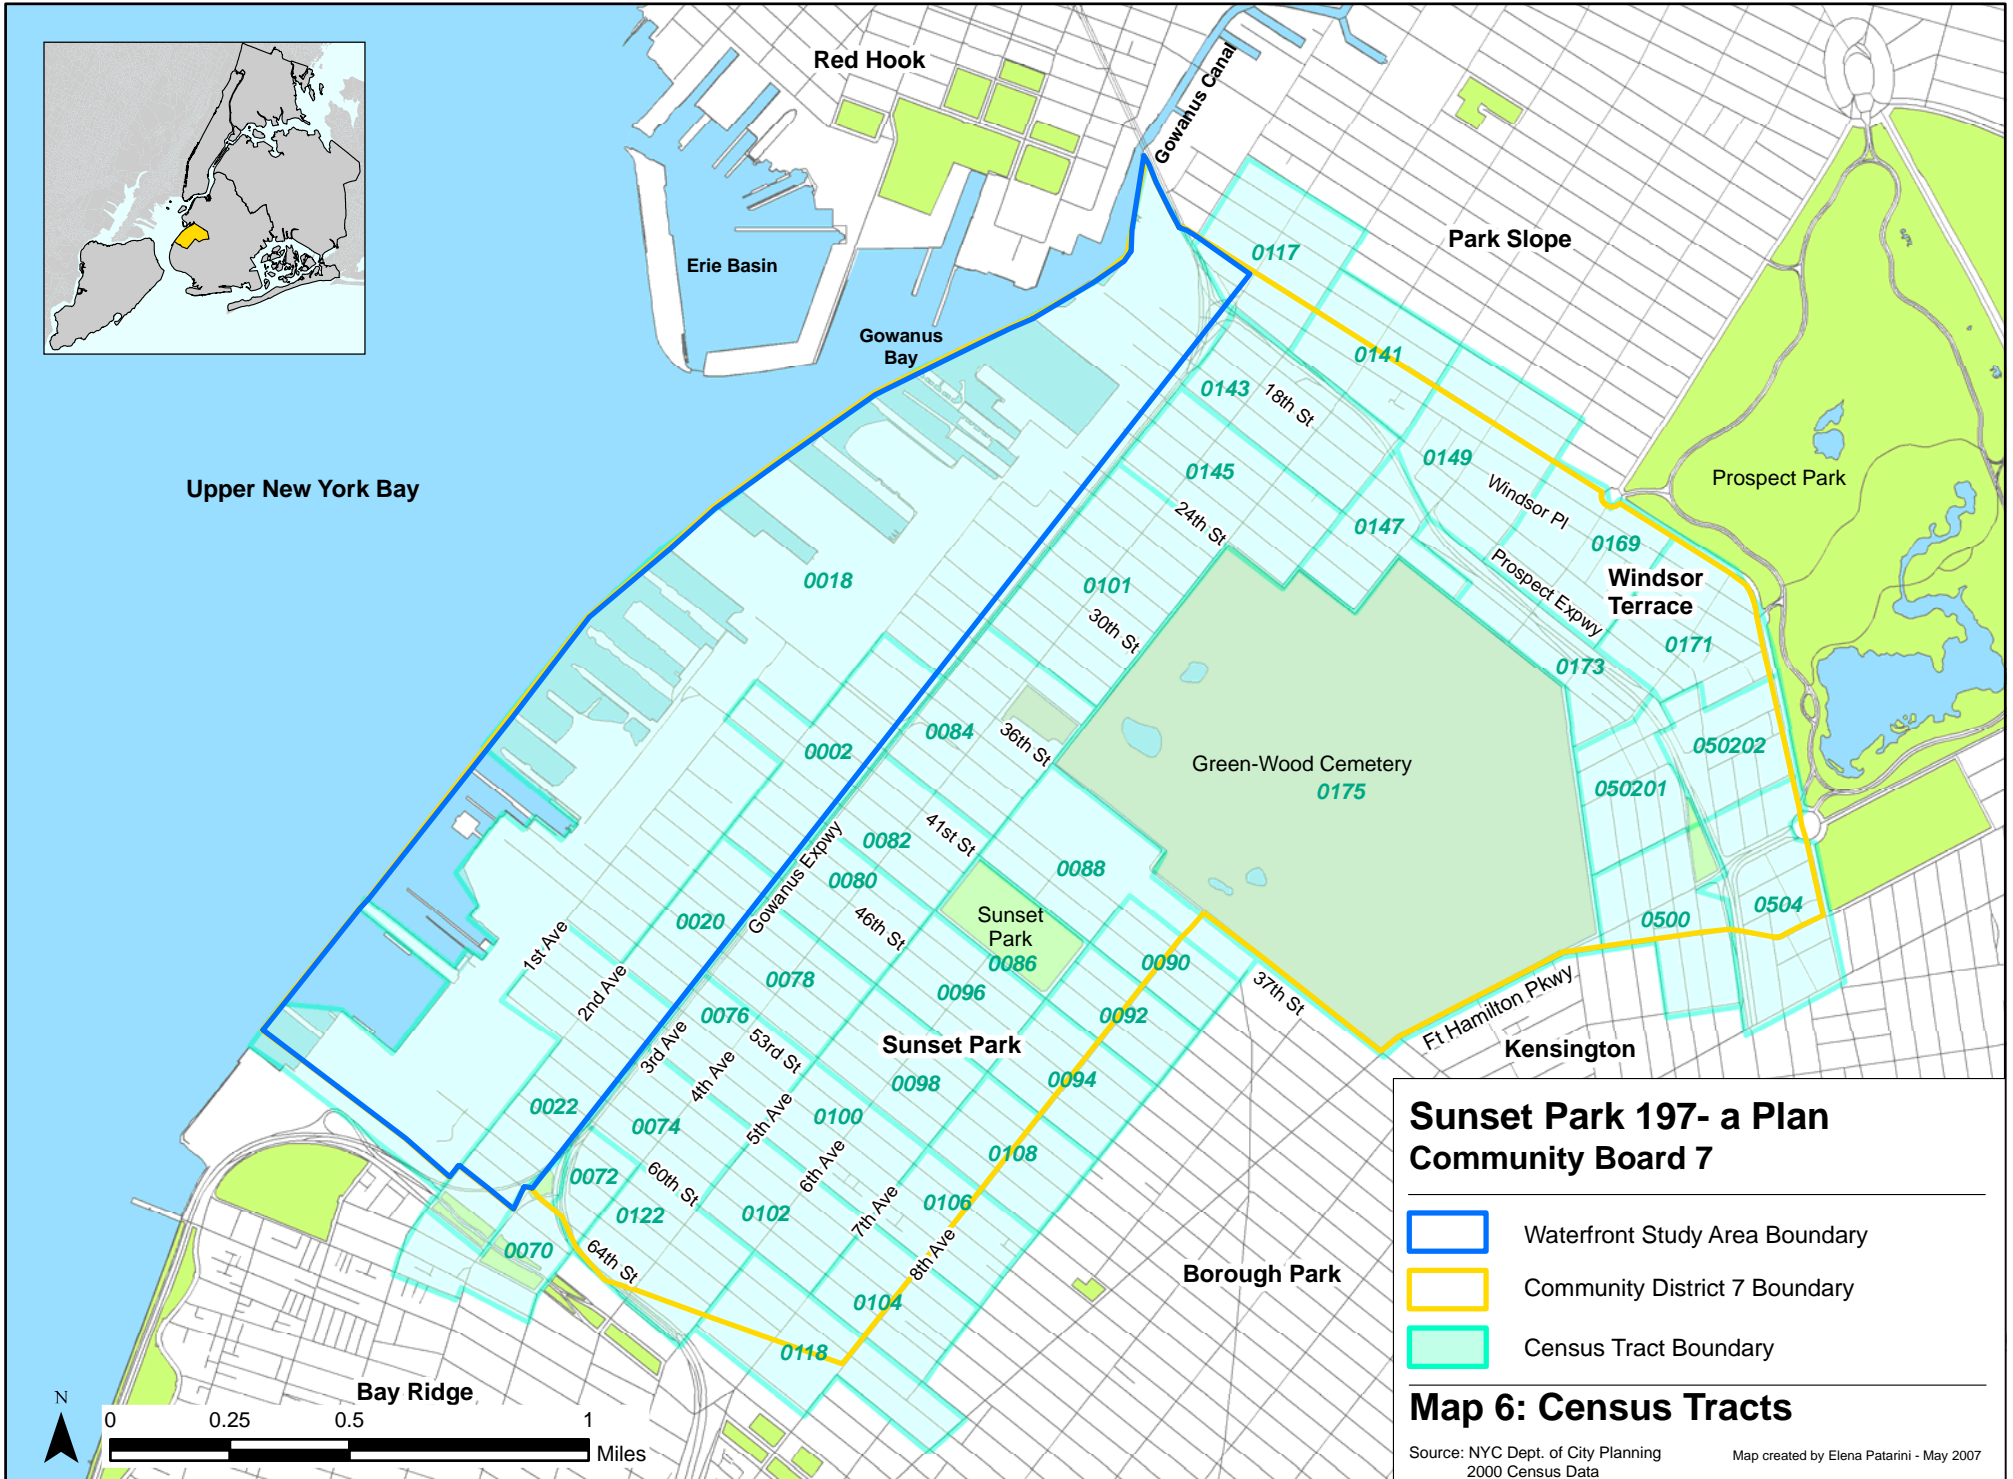 Red Hook
Gowanus Canal
Erie Basin
Gowanus
Bay
Park Slope
Upper New York Bay
Prospect Park
0117
0141
0143
18th St
0149
0145
Windsor Pl
24th St
0147
0169
Windsor
Terrace
Prospect Expwy
0018
0101
30th St
0171
0173
0084
36th St
0002
050202
Green-Wood Cemetery
0175
050201
41st St
0082
0080
0088
Gowanus Expwy
46th St
0020
Sunset
Park
0086
0504
0500
1st Ave
2nd Ave
0078
0096
0090
37th St
0076
53rd St
0092
Ft Hamilton Pkwy
3rd Ave
Sunset Park
Kensington
4th Ave
0098
0094
0022
0074
5th Ave
0100
0108
0072
60th St
6th Ave
0122
0102
7th Ave
0106
0070
64th St
8th Ave
Borough Park
0104
0118
Bay Ridge
N
0 0.25 0.5 1
Miles
Sunset Park 197- a Plan
Community Board 7
Waterfront Study Area Boundary
Community District 7 Boundary
Census Tract Boundary
Map 6: Census Tracts
Source: NYC Dept. of City Planning
2000 Census Data
Map created by Elena Patarini - May 2007